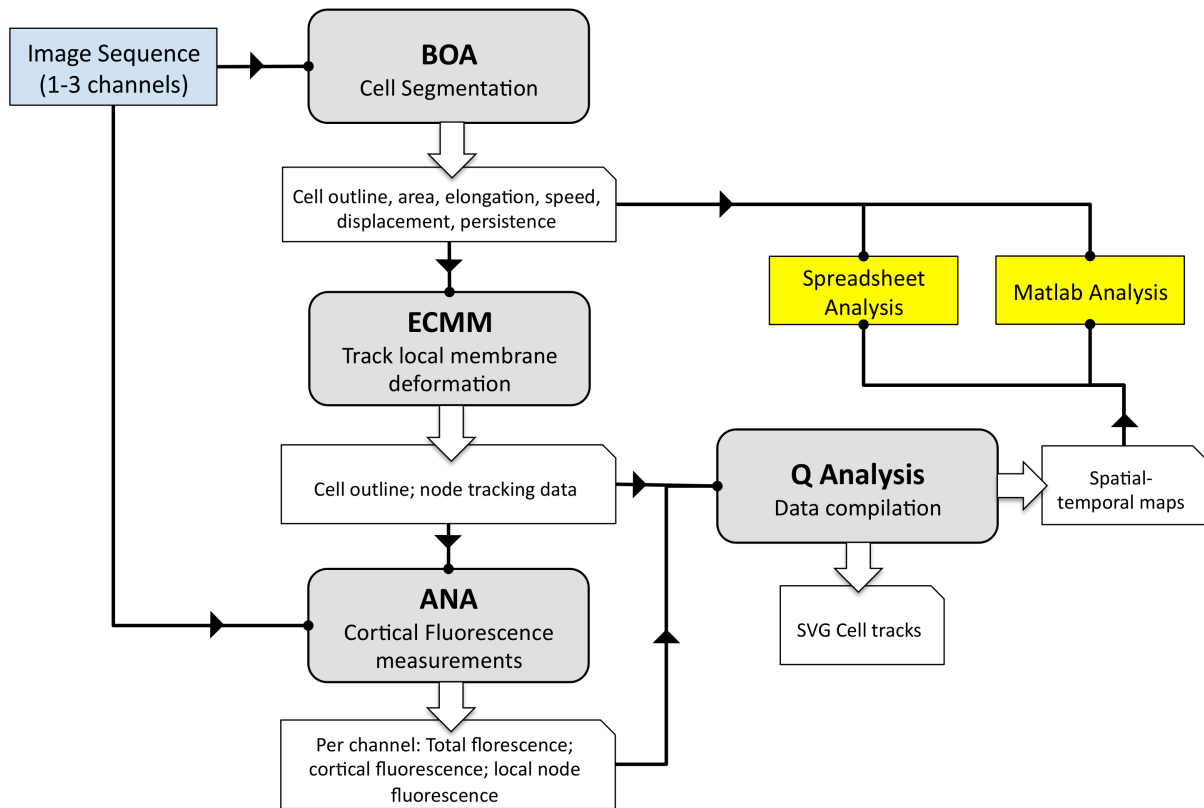 Image Sequence
(1-3 channels)
BOA
Cell Segmentation
Cell outline, area, elongation, speed,
displacement, persistence
Spreadsheet
Analysis
Matlab Analysis
ECMM
Track local membrane
deformation
Cell outline; node tracking data
Q Analysis
Data compilation
Spatial-
temporal maps
ANA
Cortical Fluorescence
measurements
SVG Cell tracks
Per channel: Total florescence;
cortical fluorescence; local node
fluorescence